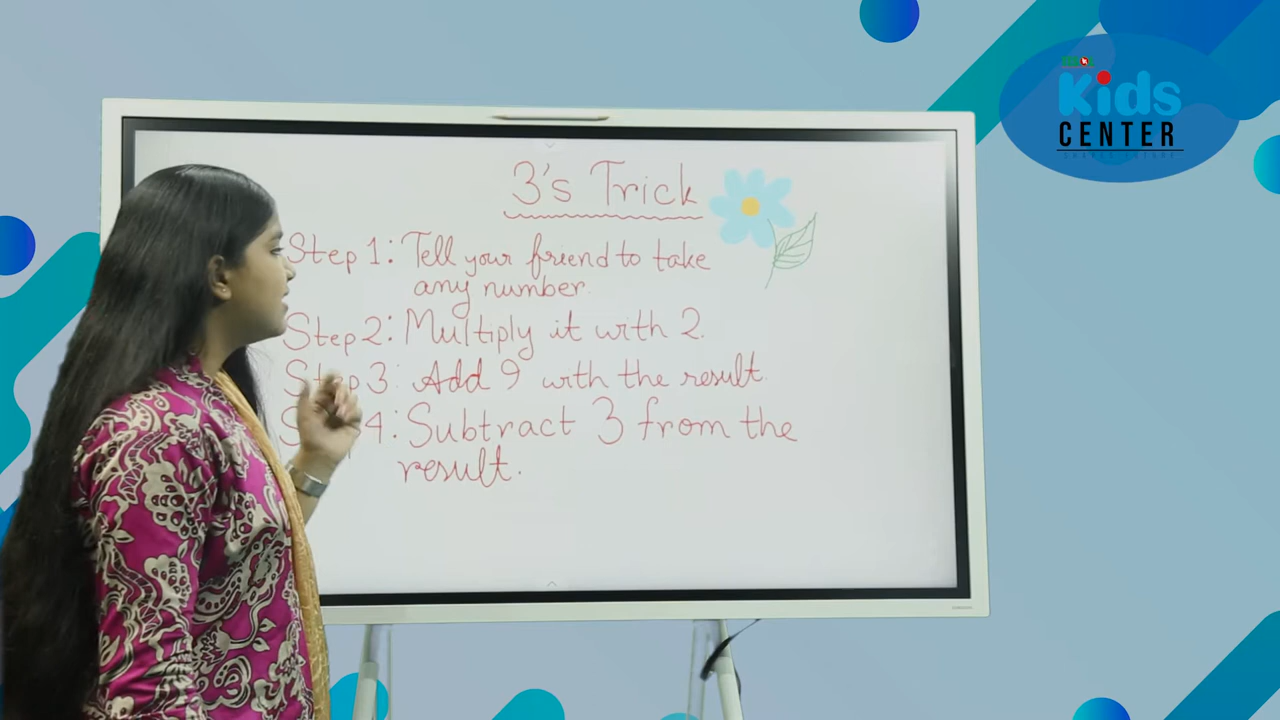 Kids
CENTER
3's Trick
Step 1: Tell your friend to take
any number.
Step 2: Multiply it with 2.
Step 3: Add 9 with the result.
4: Subtract 3 from the
result.